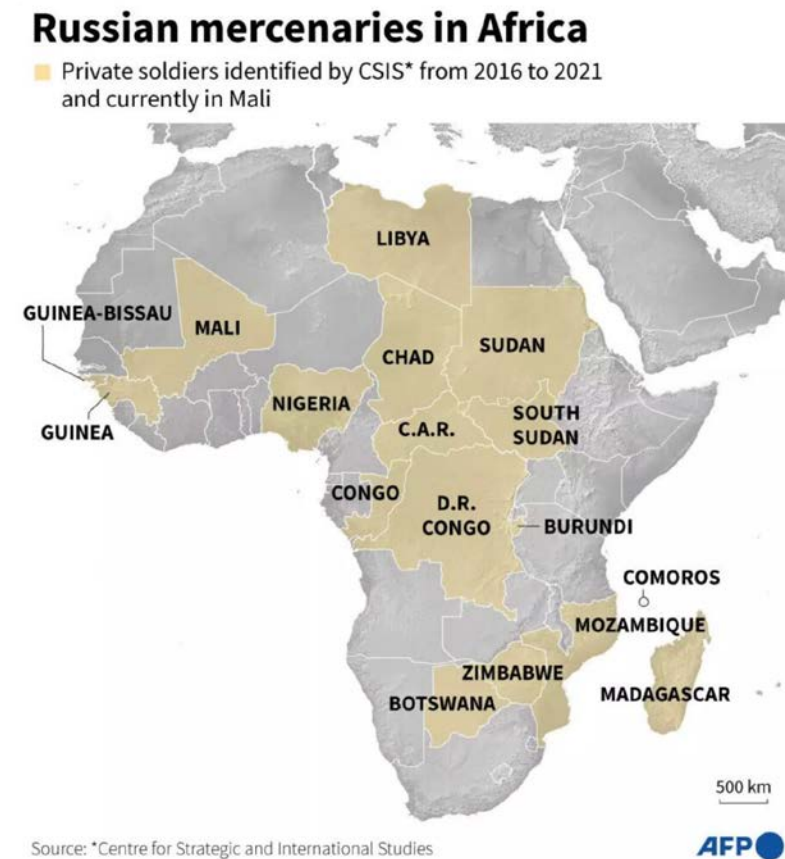 Russian mercenaries in Africa
Private soldiers identified by CSIS* from 2016 to 2021
and currently in Mali
LIBYA
GUINEA-BISSAU
MALI
CHAD
SUDAN
NIGERIA
SOUTH
SUDAN
GUINEA
C.A.R.
CONGO
D.R.
CONGO
BURUNDI
COMOROS
MOZAMBIQUE
ZIMBABWE
MADAGASCAR
BOTSWANA
500 km
Source: *Centre for Strategic and International Studies
AFP